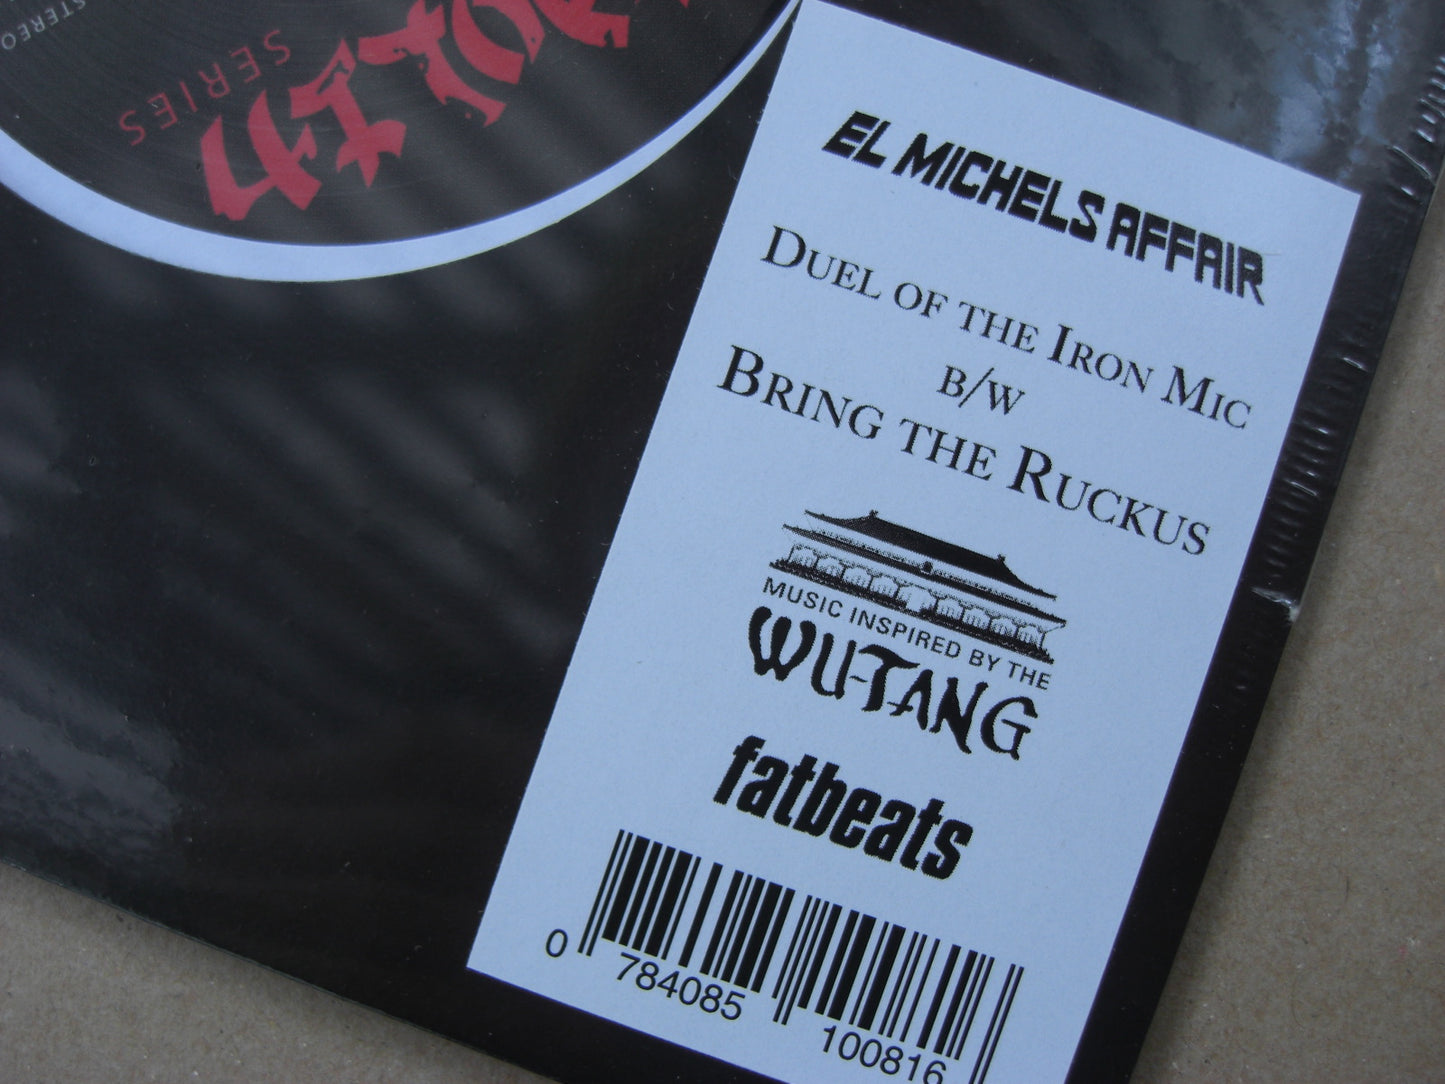 STEREO
SERIES
EL MICHELS AFFAIR
DUEL OF THE IRON MIC
B/W
BRING THE RUCKUS
MUSIC INSPIRED BY THE
WU-TANG
fatbeats
0 784085 100816